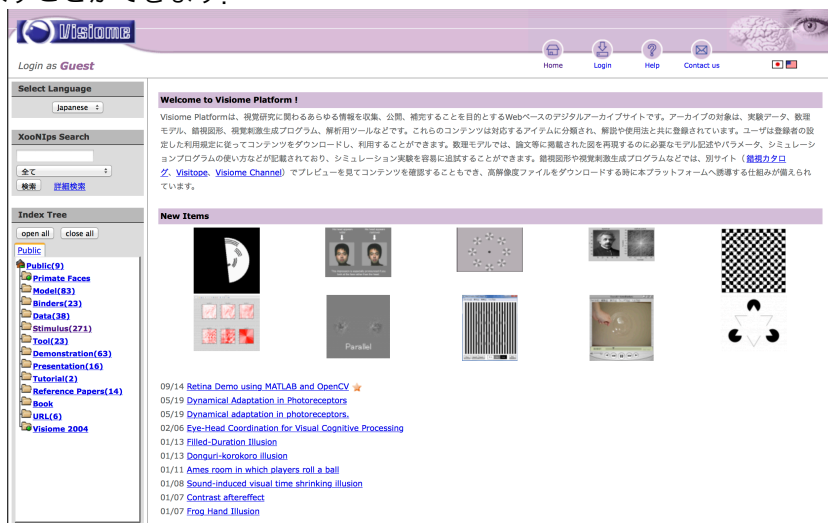 すことができます.
Visiome
Login as Guest
Home
Login
Help
Contact us
Select Language
Japanese
XooNIps Search
全て
検索 詳細検索
Index Tree
open all close all
Public
Public(9)
Primate Faces
Model(83)
Binders(23)
Data(38)
Stimulus(271)
Tool(23)
Demonstration(63)
Presentation(16)
Tutorial(2)
Reference Papers(14)
Book
URL(6)
Visiome 2004
Welcome to Visiome Platform !
Visiome Platformは、視覚研究に関わるあらゆる情報を収集、公開、補完することを目的とするWebベースのデジタルアーカイブサイトです。アーカイブの対象は、実験データ、数理
モデル、錯視図形、視覚刺激生成プログラム、解析用ツールなどです。これらのコンテンツは対応するアイテムに分類され、解説や使用法と共に登録されています。ユーザは登録者の設
定した利用規定に従ってコンテンツをダウンロードし、利用することができます。数理モデルでは、論文等に掲載された図を再現するのに必要なモデル記述やパラメータ、シミュレーシ
ョンプログラムの使い方などが記載されており、シミュレーション実験を容易に追試することができます。錯視図形や視覚刺激生成プログラムなどでは、別サイト（錯視カタロ
グ、Visitope、Visiome Channel）でプレビューを見てコンテンツを確認することもでき、高解像度ファイルをダウンロードする時に本プラットフォームへ誘導する仕組みが備えられ
ています。
New Items
Parallel
09/14 Retina Demo using MATLAB and OpenCV
05/19 Dynamical Adaptation in Photoreceptors
05/19 Dynamical adaptation in photoreceptors.
02/06 Eye-Head Coordination for Visual Cognitive Processing
01/13 Filled-Duration Illusion
01/13 Donguri-korokoro illusion
01/11 Ames room in which players roll a ball
01/08 Sound-induced visual time shrinking illusion
01/07 Contrast aftereffect
01/07 Frog Hand Illusion